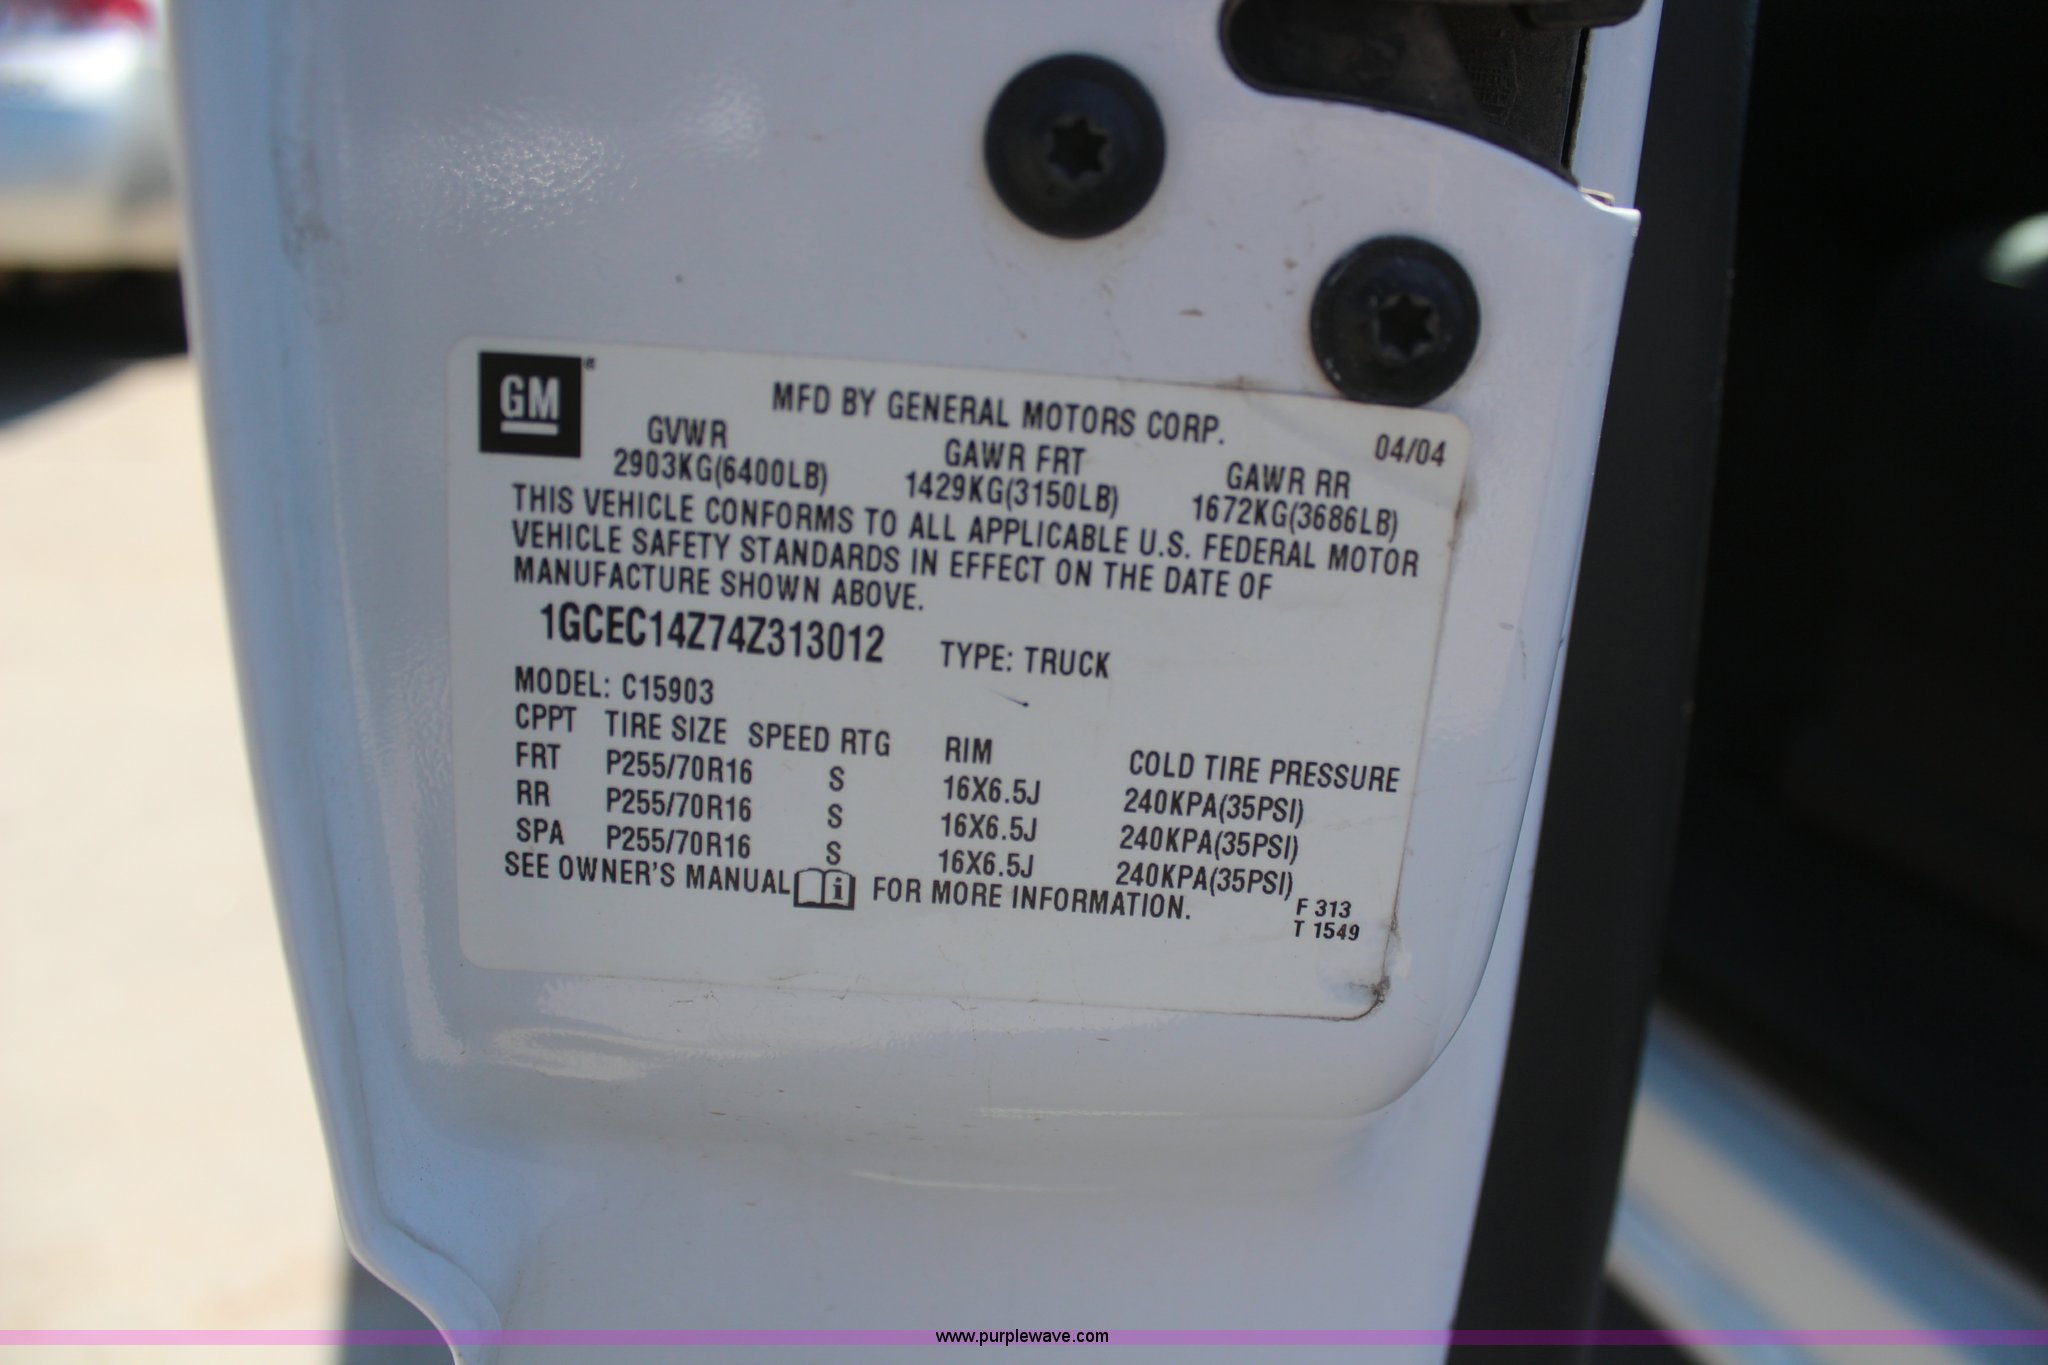 GM®
MFD BY GENERAL MOTORS CORP.
04/04
GVWR GAWR FRT GAWR RR
2903KG(6400LB) 1429KG(3150LB) 1672KG(3686LB)
THIS VEHICLE CONFORMS TO ALL APPLICABLE U.S. FEDERAL MOTOR
VEHICLE SAFETY STANDARDS IN EFFECT ON THE DATE OF
MANUFACTURE SHOWN ABOVE.
1GCEC14Z74Z313012 TYPE: TRUCK
MODEL: C15903
CPPT TIRE SIZE SPEED RTG RIM COLD TIRE PRESSURE
FRT P255/70R16 S 16X6.5J 240KPA(35PSI)
RR P255/70R16 S 16X6.5J 240KPA(35PSI)
SPA P255/70R16 S 16X6.5J 240KPA(35PSI)
SEE OWNER'S MANUAL i FOR MORE INFORMATION.
F 313
T 1549
www.purplewave.com